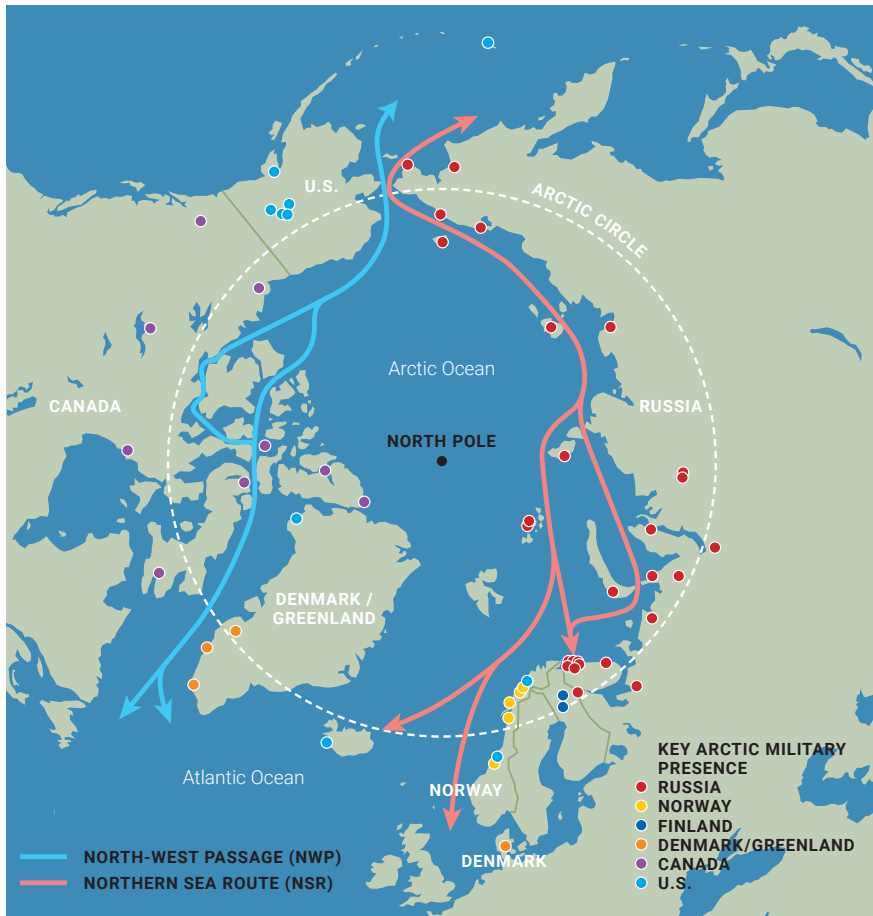 U.S.
ARCTIC CIRCLE
Arctic Ocean
CANADA
RUSSIA
NORTH POLE
DENMARK /
GREENLAND
Atlantic Ocean
NORWAY
DENMARK
KEY ARCTIC MILITARY
PRESENCE
RUSSIA
NORWAY
FINLAND
DENMARK/GREENLAND
CANADA
U.S.
NORTH-WEST PASSAGE (NWP)
NORTHERN SEA ROUTE (NSR)